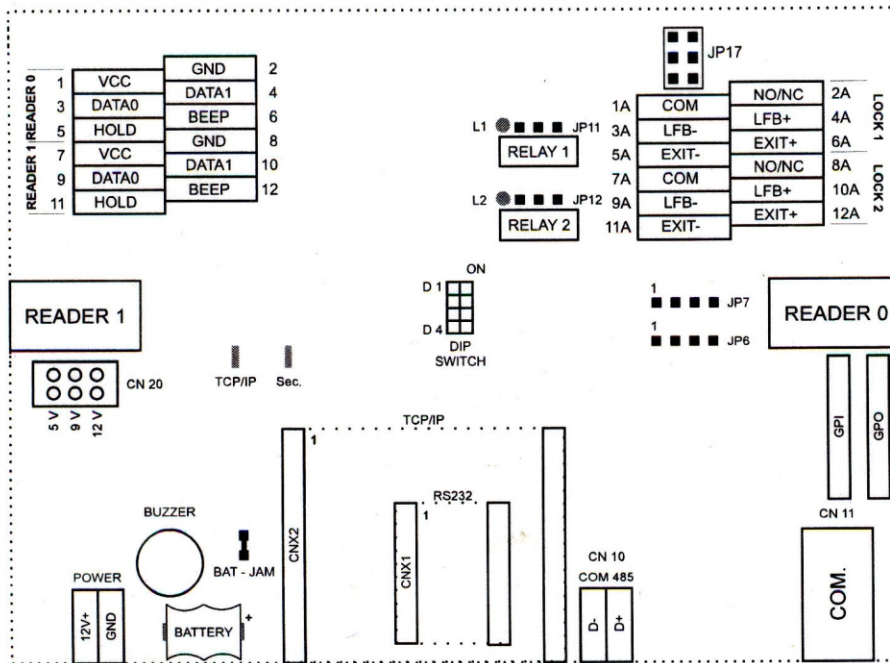 READER 0
READER 1
1 VCC GND 2
3 DATA0 DATA1 4
5 HOLD BEEP 6
7 VCC GND 8
9 DATA0 DATA1 10
11 HOLD BEEP 12
JP17
1A COM NO/NC 2A
3A LFB- LFB+ 4A
5A EXIT- EXIT+ 6A
7A COM NO/NC 8A
9A LFB- LFB+ 10A
11A EXIT- EXIT+ 12A
LOCK 1
LOCK 2
L1 JP11
RELAY 1
L2 JP12
RELAY 2
READER 1
CN 20
5 V
9 V
12 V
TCP/IP
Sec.
ON
D 1
D 4
DIP
SWITCH
1
JP7
1
JP6
READER 0
GPI
GPO
CN 11
COM.
TCP/IP
1
CNX2
RS232
1
CNX1
BUZZER
BAT - JAM
POWER
12V+
GND
BATTERY +
CN 10
COM 485
D-
D+